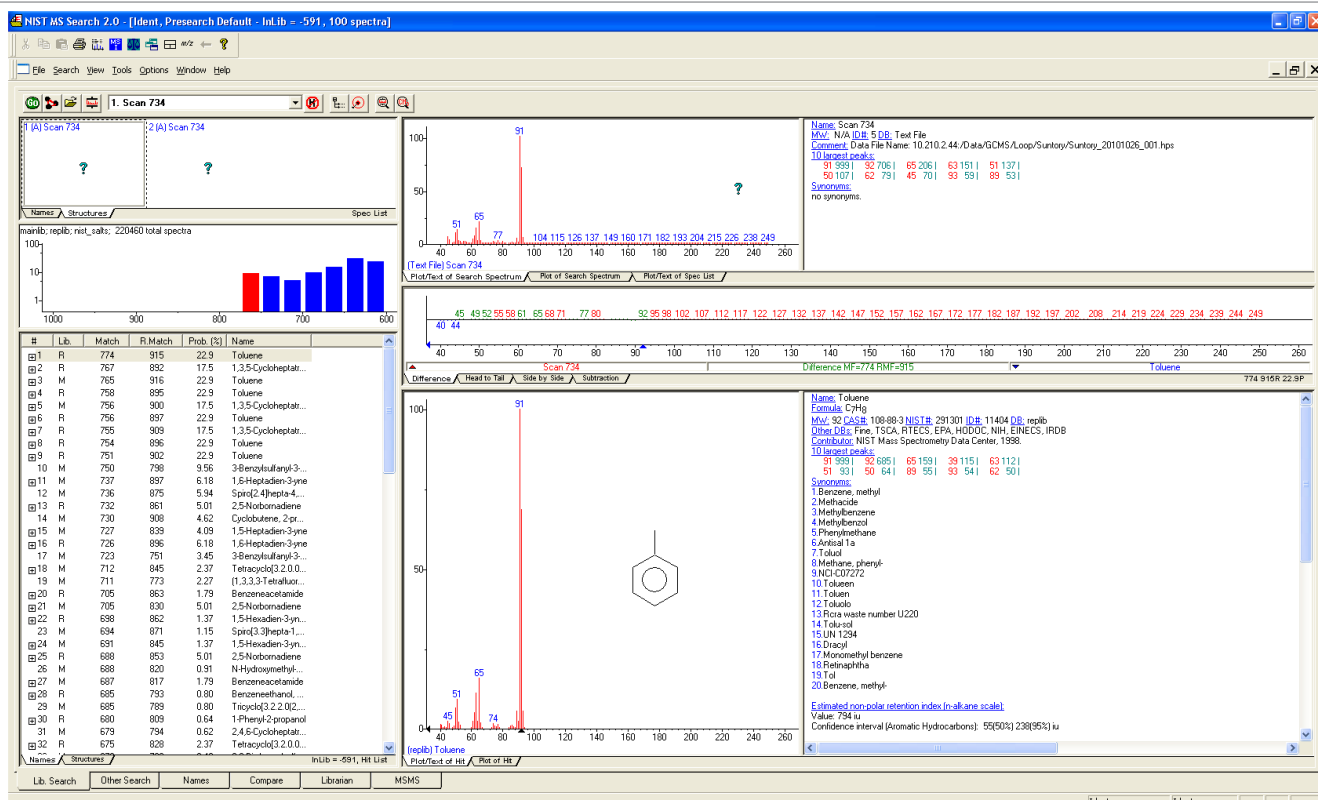 NIST MS Search 2.0 - [Ident, Presearch Default - InLib = -591, 100 spectra]
File Search View Tools Options Window Help
1. Scan 734
1 (A) Scan 734 2 (A) Scan 734
Names Structures Spec List
mainlib; replib; nist_salts; 220460 total spectra
100
10
1
1000 900 800 700 600
# Lib. Match R.Match Prob. (%) Name
1 R 774 915 22.9 Toluene
2 R 767 892 17.5 1,3,5-Cycloheptatr...
3 M 765 916 22.9 Toluene
4 R 758 895 22.9 Toluene
5 M 756 900 17.5 1,3,5-Cycloheptatr...
6 R 756 897 22.9 Toluene
7 R 755 909 17.5 1,3,5-Cycloheptatr...
8 R 754 896 22.9 Toluene
9 R 751 902 22.9 Toluene
10 M 750 798 9.56 3-Benzylsulfanyl-3-...
11 M 737 897 6.18 1,6-Heptadien-3-yne
12 M 736 875 5.94 Spiro[2.4]hepta-4,...
13 R 732 861 5.01 2,5-Norbornadiene
14 M 730 908 4.62 Cyclobutene, 2-pr...
15 M 727 839 4.09 1,5-Heptadien-3-yne
16 R 726 896 6.18 1,6-Heptadien-3-yne
17 M 723 751 3.45 3-Benzylsulfanyl-3-...
18 M 712 845 2.37 Tetracyclo[3.2.0.0...
19 M 711 773 2.27 (1,3,3,3-Tetrafluor...
20 R 705 863 1.79 Benzeneacetamide
21 M 705 830 5.01 2,5-Norbornadiene
22 R 698 862 1.37 1,5-Hexadien-3-yn...
23 M 694 871 1.15 Spiro[3.3]hepta-1,...
24 M 691 845 1.37 1,5-Hexadien-3-yn...
25 R 688 853 5.01 2,5-Norbornadiene
26 M 688 820 0.91 N-Hydroxymethyl-...
27 M 687 817 1.79 Benzeneacetamide
28 R 685 793 0.80 Benzeneethanol, ...
29 M 685 789 0.80 Tricyclo[3.2.2.0(2,...
30 R 680 809 0.64 1-Phenyl-2-propanol
31 M 679 794 0.62 2,4,6-Cycloheptatr...
32 R 675 828 2.37 Tetracyclo[3.2.0.0...
Names Structures InLib = -591, Hit List
100
50
0
91
51 65 77 104 115 126 137 149 160 171 182 193 204 215 226 238 249
40 60 80 100 120 140 160 180 200 220 240 260
(Text File) Scan 734
Plot/Text of Search Spectrum Plot of Search Spectrum Plot/Text of Spec List
Name: Scan 734
MW: N/A ID#: 5 DB: Text File
Comment: Data File Name: 10.210.2.44:/Data/GCMS/Loop/Suntory/Suntory_20101026_001.hps
10 largest peaks:
91 999 | 92 706 | 65 206 | 63 151 | 51 137 |
50 107 | 62 79 | 45 70 | 93 59 | 89 53 |
Synonyms:
no synonyms.
45 49 52 55 58 61 65 68 71 77 80 92 95 98 102 107 112 117 122 127 132 137 142 147 152 157 162 167 172 177 182 187 192 197 202 208 214 219 224 229 234 239 244 249
40 44
40 50 60 70 80 90 100 110 120 130 140 150 160 170 180 190 200 210 220 230 240 250 260
Scan 734 Difference MF=774 RMF=915 Toluene
Difference Head to Tail Side by Side Subtraction 774 915R 22.9P
100
50
0
91
45 51 65 74
40 60 80 100 120 140 160 180 200 220 240 260
(replib) Toluene
Plot/Text of Hit Plot of Hit
Name: Toluene
Formula: C7H8
MW: 92 CAS#: 108-88-3 NIST#: 291301 ID#: 11404 DB: replib
Other DBs: Fine, TSCA, RTECS, EPA, HODOC, NIH, EINECS, IRDB
Contributor: NIST Mass Spectrometry Data Center, 1998.
10 largest peaks:
91 999 | 92 685 | 65 159 | 39 115 | 63 112 |
51 93 | 50 64 | 89 55 | 93 54 | 62 50 |
Synonyms:
1.Benzene, methyl
2.Methacide
3.Methylbenzene
4.Methylbenzol
5.Phenylmethane
6.Antisal 1a
7.Toluol
8.Methane, phenyl-
9.NCI-C07272
10.Tolueen
11.Toluen
12.Toluolo
13.Rcra waste number U220
14.Tolu-sol
15.UN 1294
16.Dracyl
17.Monomethyl benzene
18.Retinaphtha
19.Tol
20.Benzene, methyl-
Estimated non-polar retention index (n-alkane scale):
Value: 794 iu
Confidence interval (Aromatic Hydrocarbons): 55(50%) 238(95%) iu
Lib. Search Other Search Names Compare Librarian MSMS